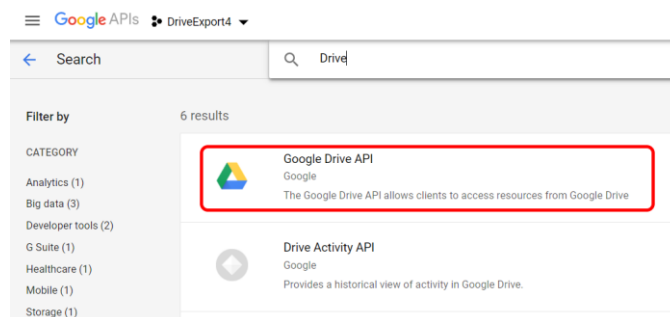 Google APIs DriveExport4
Search
Drive
Filter by
6 results
CATEGORY
Analytics (1)
Big data (3)
Developer tools (2)
G Suite (1)
Healthcare (1)
Mobile (1)
Storage (1)
Google Drive API
Google
The Google Drive API allows clients to access resources from Google Drive
Drive Activity API
Google
Provides a historical view of activity in Google Drive.